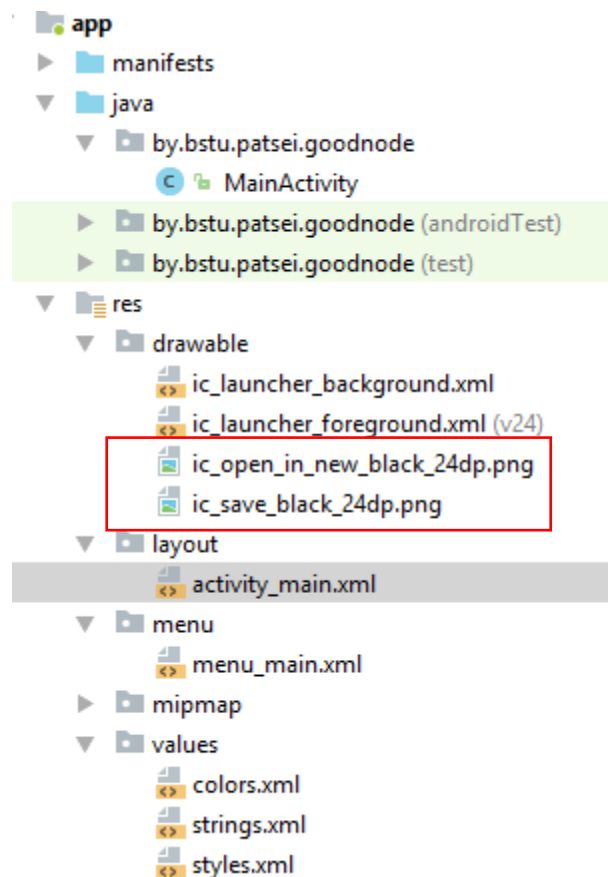 app
manifests
java
by.bstu.patsei.goodnode
C MainActivity
by.bstu.patsei.goodnode (androidTest)
by.bstu.patsei.goodnode (test)
res
drawable
ic_launcher_background.xml
ic_launcher_foreground.xml (v24)
ic_open_in_new_black_24dp.png
ic_save_black_24dp.png
layout
activity_main.xml
menu
menu_main.xml
mipmap
values
colors.xml
strings.xml
styles.xml